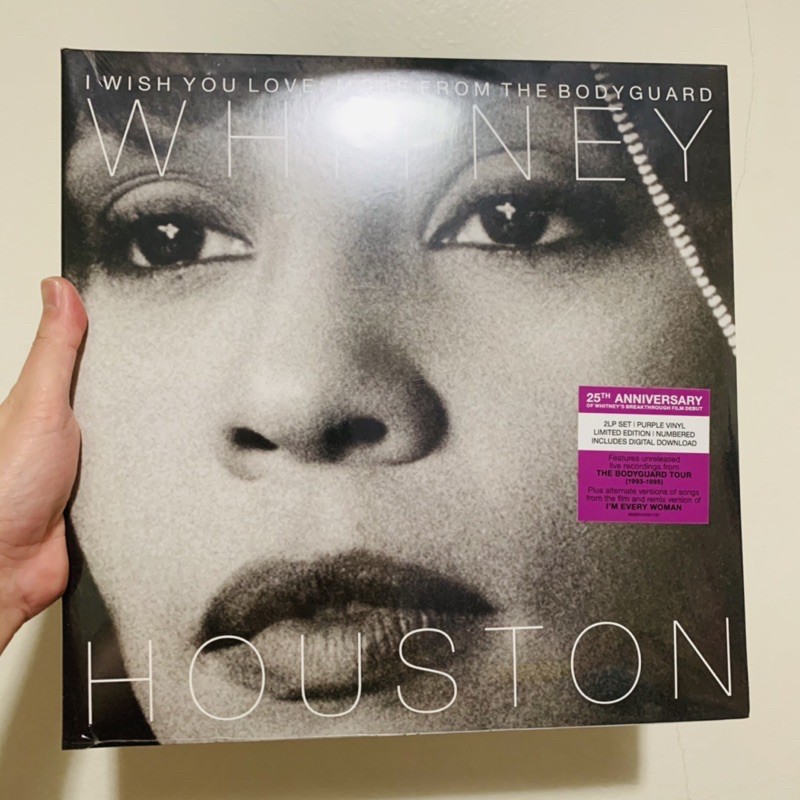 I WISH YOU LOVE: MORE FROM THE BODYGUARD
WHITNEY
25TH ANNIVERSARY
OF WHITNEY'S BREAKTHROUGH FILM DEBUT
2LP SET | PURPLE VINYL
LIMITED EDITION | NUMBERED
INCLUDES DIGITAL DOWNLOAD
Features unreleased
live recordings from
THE BODYGUARD TOUR
(1993-1995)
Plus alternate versions of songs
from the film and remix version of
I'M EVERY WOMAN
HOUSTON